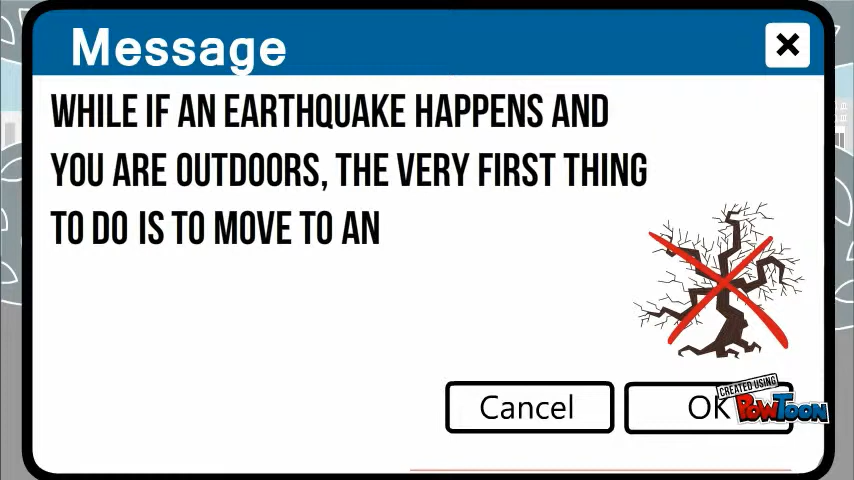 Message
WHILE IF AN EARTHQUAKE HAPPENS AND
YOU ARE OUTDOORS, THE VERY FIRST THING
TO DO IS TO MOVE TO AN
Cancel
OK
CREATED USING
POWTOON